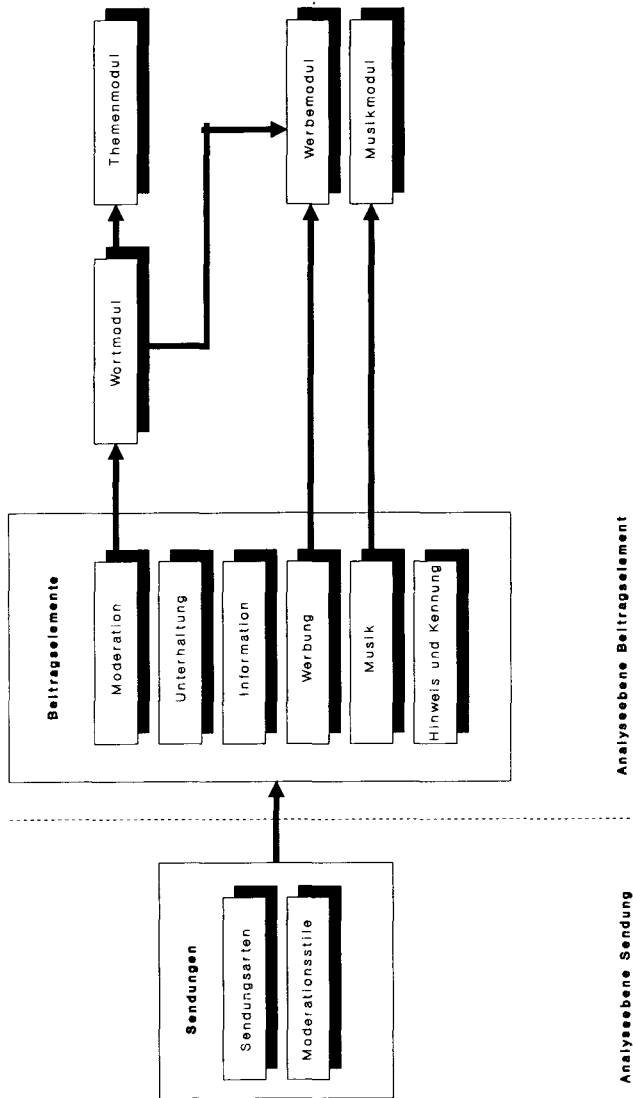 Sendungen
Sendungsarten
Moderationsstile
Analyseebene Sendung
Beitragselemente
Moderation
Unterhaltung
Information
Werbung
Musik
Hinweis und Kennung
Analyseebene Beitragselement
Wortmodul
Themenmodul
Werbemodul
Musikmodul